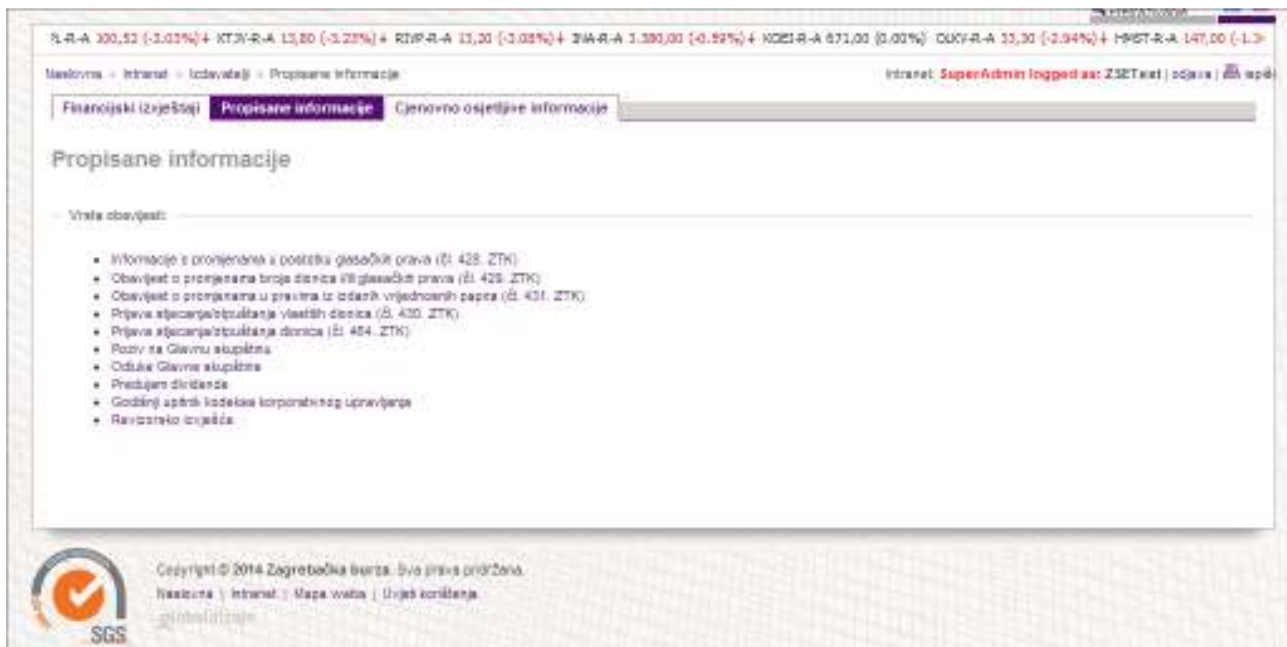 R-A 100,53 (-3.03%)↓ KTJV-R-A 13,80 (-3.23%)↓ RIVP-R-A 13,20 (-3.08%)↓ INA-R-A 3.380,00 (-0.59%)↓ KOEI-R-A 671,00 (0.00%) DLKV-R-A 33,30 (-2.94%)↓ HMST-R-A 147,00
Naslovna » Intranet » Izdavatelji » Propisane informacije
Intranet SuperAdmin logged as: ZSETest | odjava |
Financijski izvještaji Propisane informacije Cjenovno osjetljive informacije
Propisane informacije
Vrsta obavijesti
• Informacije o promjenama u postotku glasačkih prava (čl. 428. ZTK)
• Obavijest o promjenama broja dionica i/ili glasačkih prava (čl. 429. ZTK)
• Obavijest o promjenama u pravima iz izdanih vrijednosnih papira (čl. 431. ZTK)
• Prijava stjecanja/otpuštanja vlastitih dionica (čl. 430. ZTK)
• Prijava stjecanja/otpuštanja dionica (čl. 484. ZTK)
• Poziv na Glavnu skupštinu
• Odluke Glavne skupštine
• Predujam dividende
• Godišnji upitnik kodeksa korporativnog upravljanja
• Revizorsko izvješće
Copyright © 2014 Zagrebačka burza. Sva prava pridržana.
Naslovna | Intranet | Mapa weba | Uvjeti korištenja
SGS